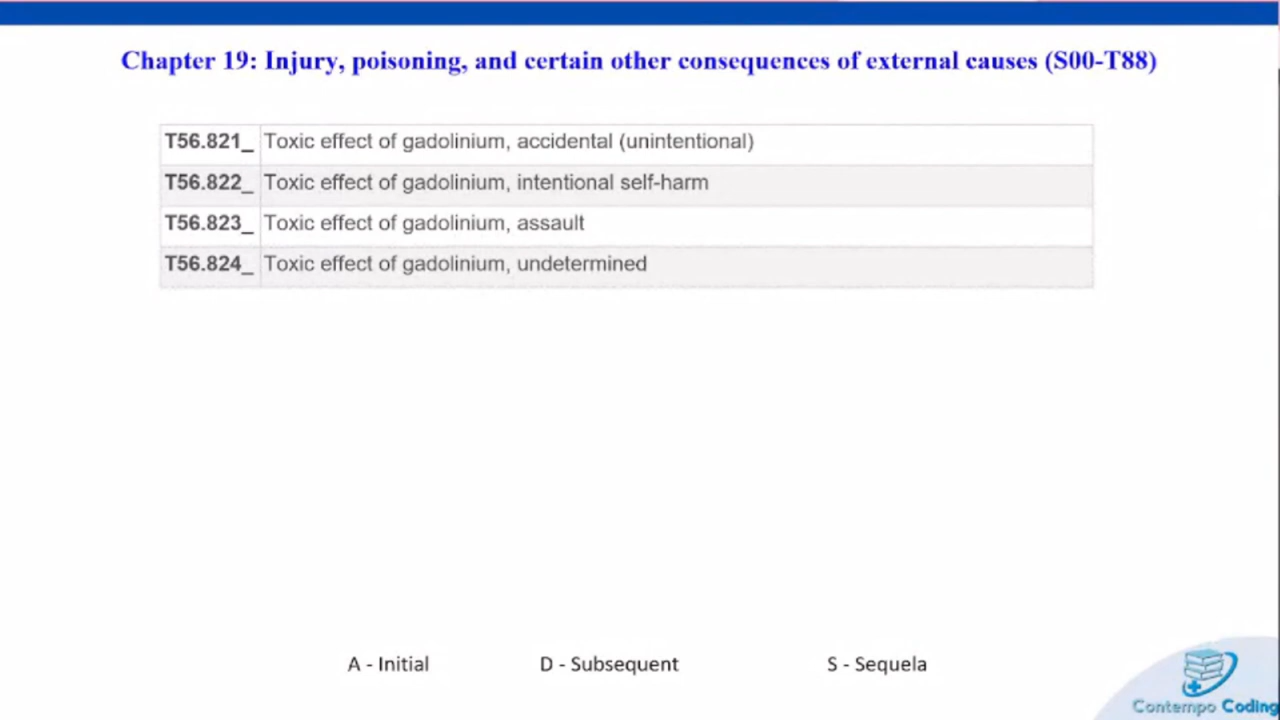 Chapter 19: Injury, poisoning, and certain other consequences of external causes (S00-T88)
T56.821_ Toxic effect of gadolinium, accidental (unintentional)
T56.822_ Toxic effect of gadolinium, intentional self-harm
T56.823_ Toxic effect of gadolinium, assault
T56.824_ Toxic effect of gadolinium, undetermined
A - Initial D - Subsequent S - Sequela
Contempo Coding